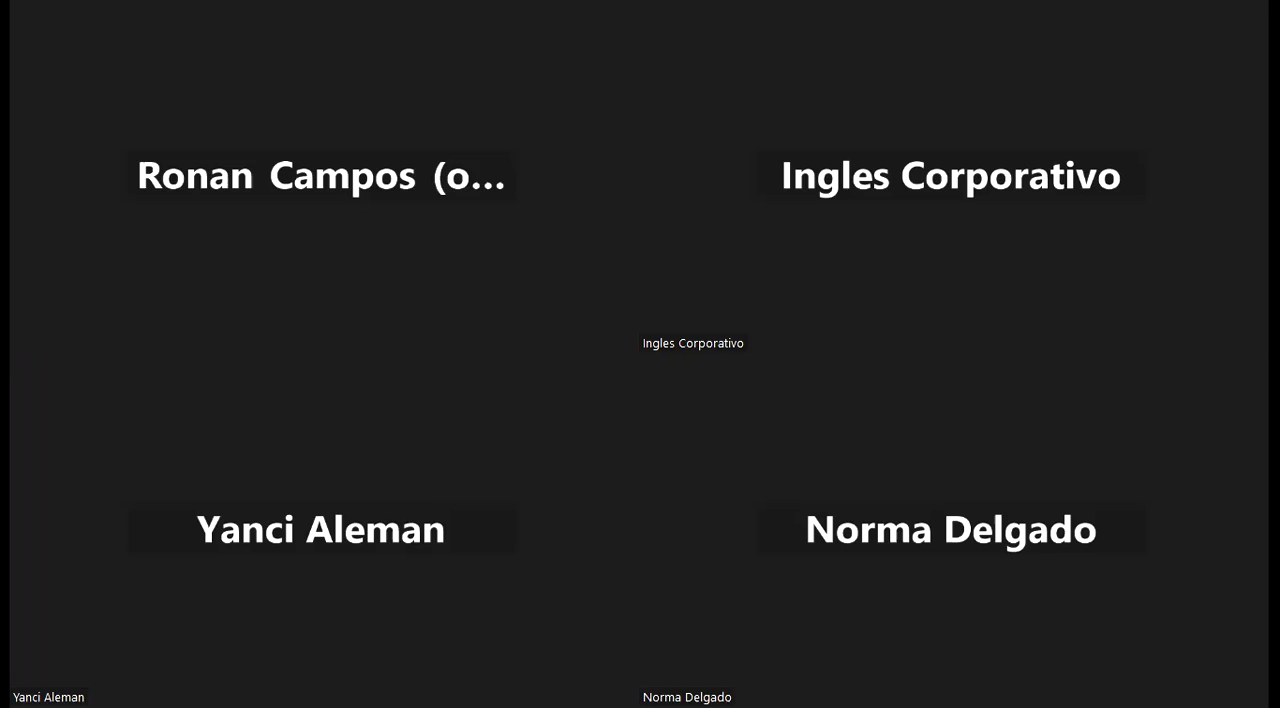 Ronan Campos (o...
Ingles Corporativo
Ingles Corporativo
Yanci Aleman
Norma Delgado
Yanci Aleman
Norma Delgado